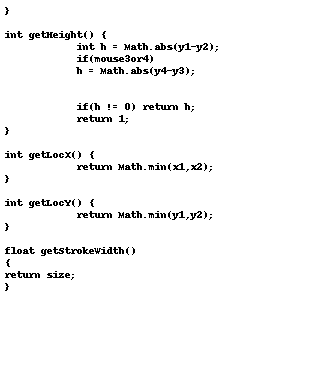 }
int getHeight() {
int h = Math.abs(y1-y2);
if(mouse3or4)
h = Math.abs(y4-y3);
if(h != 0) return h;
return 1;
}
int getLocX() {
return Math.min(x1,x2);
}
int getLocY() {
return Math.min(y1,y2);
}
float getStrokeWidth()
{
return size;
}